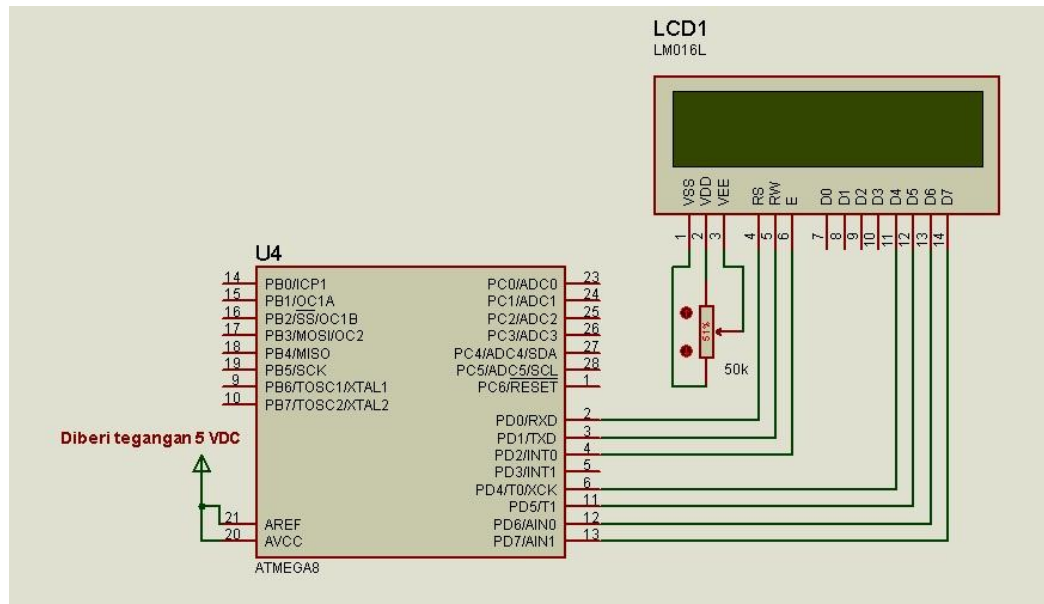 LCD1
LM016L
VSS
VDD
VEE
RS
RW
E
D0
D1
D2
D3
D4
D5
D6
D7
1
2
3
4
5
6
7
8
9
10
11
12
13
14
51%
50k
U4
14 PB0/ICP1
15 PB1/OC1A
16 PB2/SS/OC1B
17 PB3/MOSI/OC2
18 PB4/MISO
19 PB5/SCK
9 PB6/TOSC1/XTAL1
10 PB7/TOSC2/XTAL2
PC0/ADC0 23
PC1/ADC1 24
PC2/ADC2 25
PC3/ADC3 26
PC4/ADC4/SDA 27
PC5/ADC5/SCL 28
PC6/RESET 1
PD0/RXD 2
PD1/TXD 3
PD2/INT0 4
PD3/INT1 5
PD4/T0/XCK 6
PD5/T1 11
PD6/AIN0 12
PD7/AIN1 13
Diberi tegangan 5 VDC
21 AREF
20 AVCC
ATMEGA8